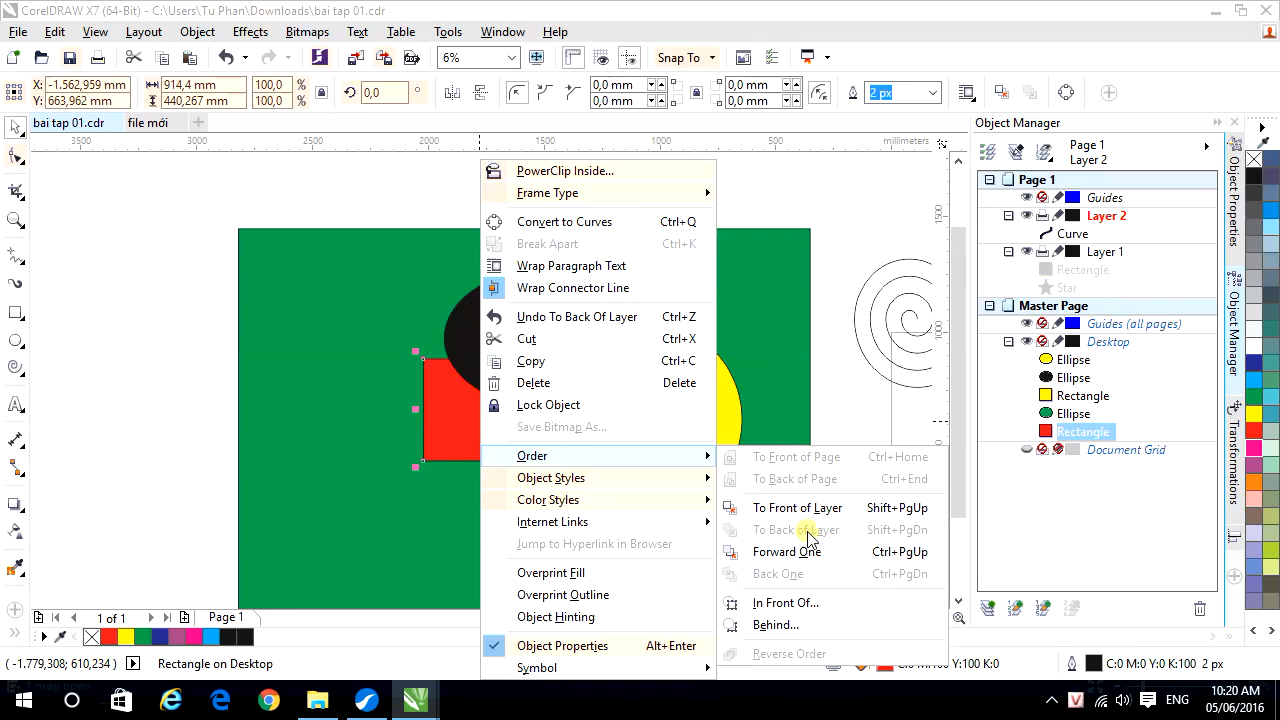 CorelDRAW X7 (64-Bit) - C:\Users\Tu Phan\Downloads\bai tap 01.cdr
File Edit View Layout Object Effects Bitmaps Text Table Tools Window Help
6% Snap To
X: -1.562,959 mm 914,4 mm 100,0 % 0,0 ° 0,0 mm 0,0 mm 2 px
Y: 663,962 mm 440,267 mm 100,0 % 0,0 mm 0,0 mm
bai tap 01.cdr file mới
3500 3000 2500 2000 1500 1000 500 millimeters
1500
1000
PowerClip Inside...
Frame Type
Convert to Curves Ctrl+Q
Break Apart Ctrl+K
Wrap Paragraph Text
Wrap Connector Line
Undo To Back Of Layer Ctrl+Z
Cut Ctrl+X
Copy Ctrl+C
Delete Delete
Lock Object
Save Bitmap As...
Order
Object Styles
Color Styles
Internet Links
Jump to Hyperlink in Browser
Overprint Fill
Overprint Outline
Object Hinting
Object Properties Alt+Enter
Symbol
To Front of Page Ctrl+Home
To Back of Page Ctrl+End
To Front of Layer Shift+PgUp
To Back of Layer Shift+PgDn
Forward One Ctrl+PgUp
Back One Ctrl+PgDn
In Front Of...
Behind...
Reverse Order
Object Manager
Page 1
Layer 2
Page 1
Guides
Layer 2
Curve
Layer 1
Rectangle
Star
Master Page
Guides (all pages)
Desktop
Ellipse
Ellipse
Rectangle
Ellipse
Rectangle
Document Grid
Object Properties
Object Manager
Transformations
1 of 1 Page 1
(-1.779,308; 610,234) Rectangle on Desktop
Y:100 K:0 C:0 M:0 Y:0 K:100 2 px
ENG
10:20 AM
05/06/2016